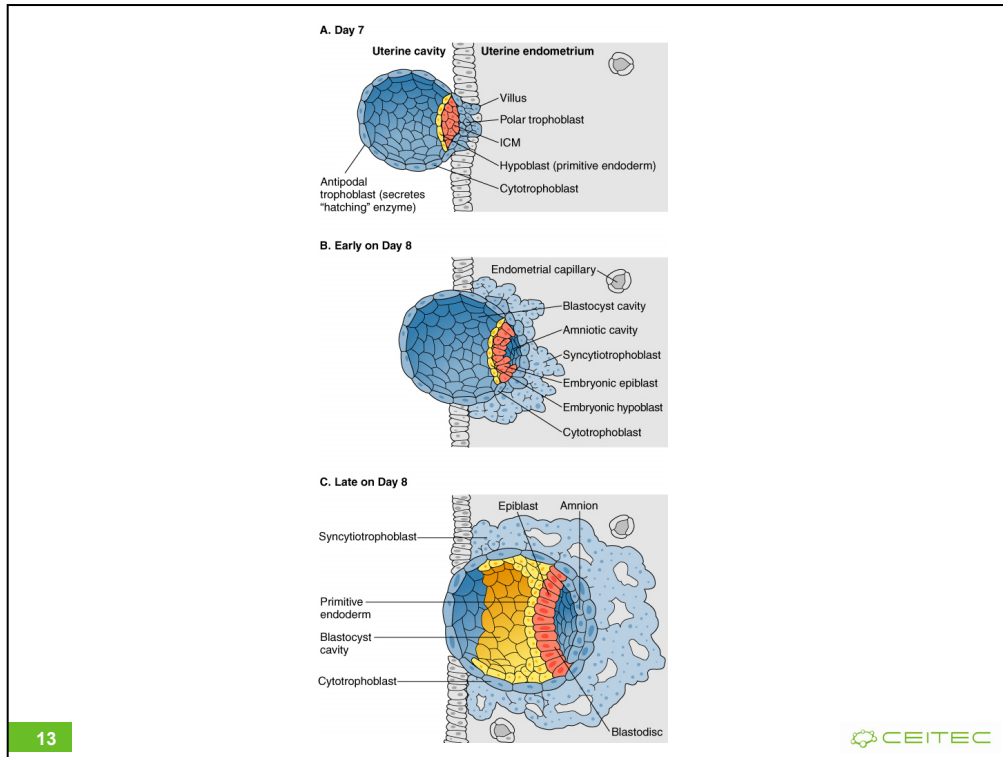 A. Day 7
Uterine cavity
Uterine endometrium
Villus
Polar trophoblast
ICM
Hypoblast (primitive endoderm)
Cytotrophoblast
Antipodal
trophoblast (secretes
"hatching" enzyme)
B. Early on Day 8
Endometrial capillary
Blastocyst cavity
Amniotic cavity
Syncytiotrophoblast
Embryonic epiblast
Embryonic hypoblast
Cytotrophoblast
C. Late on Day 8
Epiblast
Amnion
Syncytiotrophoblast
Primitive
endoderm
Blastocyst
cavity
Cytotrophoblast
Blastodisc
13
CEITEC